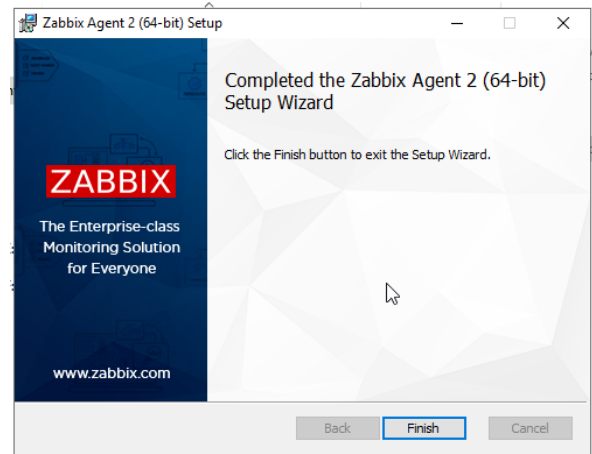 Zabbix Agent 2 (64-bit) Setup
Completed the Zabbix Agent 2 (64-bit)
Setup Wizard
Click the Finish button to exit the Setup Wizard.
ZABBIX
The Enterprise-class
Monitoring Solution
for Everyone
www.zabbix.com
Back
Finish
Cancel